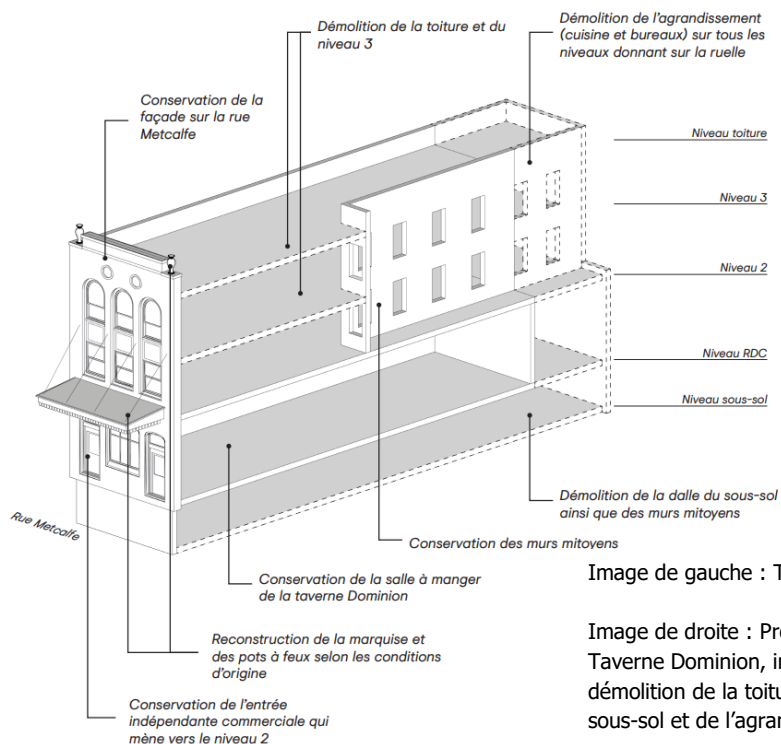 Démolition de la toiture et du
niveau 3
Démolition de l'agrandissement
(cuisine et bureaux) sur tous les
niveaux donnant sur la ruelle
Conservation de la
façade sur la rue
Metcalfe
Niveau toiture
Niveau 3
Niveau 2
Niveau RDC
Niveau sous-sol
Rue Metcalfe
Démolition de la dalle du sous-sol
ainsi que des murs mitoyens
Conservation des murs mitoyens
Conservation de la salle à manger
de la taverne Dominion
Reconstruction de la marquise et
des pots à feux selon les conditions
d'origine
Conservation de l'entrée
indépendante commerciale qui
mène vers le niveau 2
Image de gauche : T
Image de droite : Pr
Taverne Dominion, i
démolition de la toitu
sous-sol et de l'agran